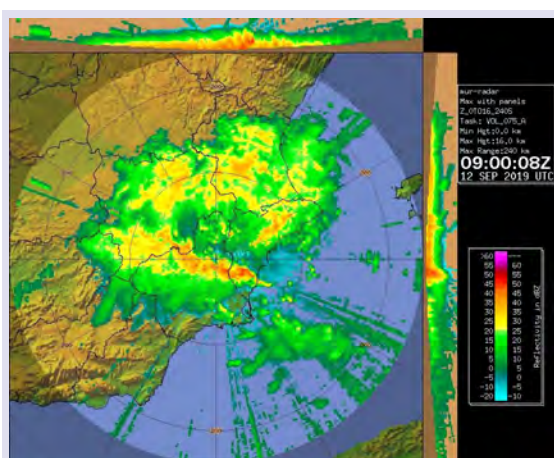 mur-radar
Max with panels
Z_OTO16_2405
Task: VOL_075_A
Min Hgt:0.0 km
Max Hgt:16.0 km
Max Range:240 km
09:00:08Z
12 SEP 2019 UTC
>60 ---
55 60
50 55
45 50
40 45
35 40
30 35
25 30
20 25
15 20
10 15
5 10
0 5
-5 0
-10 -5
-20 -10
Reflectivity in dBZ